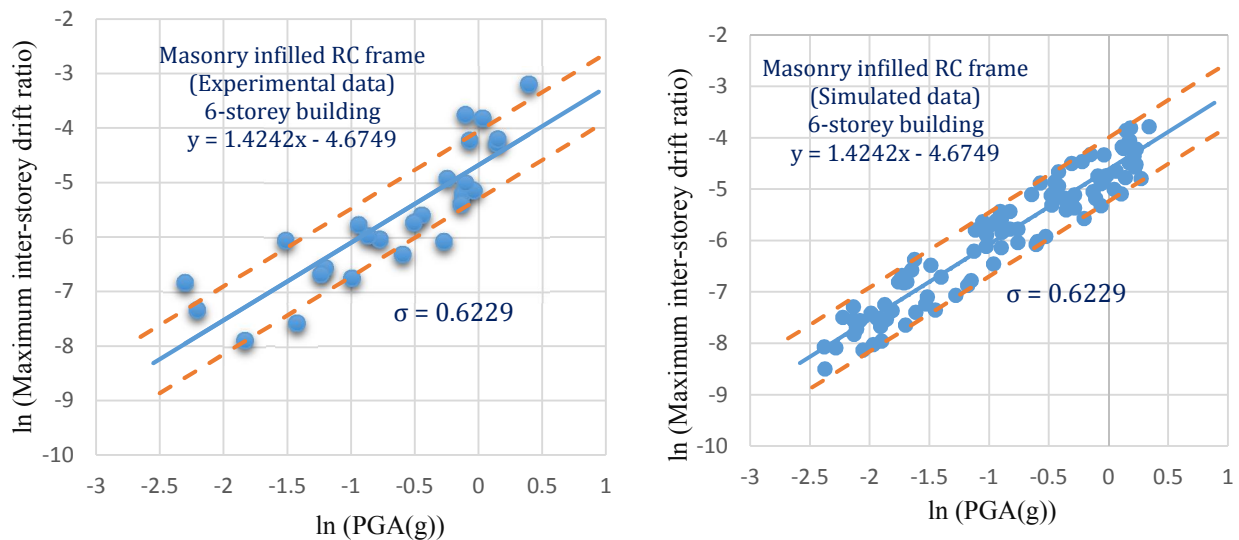 ln (Maximum inter-storey drift ratio)
-2
-3
-4
-5
-6
-7
-8
-9
-10
Masonry infilled RC frame
(Experimental data)
6-storey building
y = 1.4242x - 4.6749
σ = 0.6229
-3 -2.5 -2 -1.5 -1 -0.5 0 0.5 1
ln (PGA(g))
ln (Maximum inter-storey drift ratio)
-2
-3
-4
-5
-6
-7
-8
-9
-10
Masonry infilled RC frame
(Simulated data)
6-storey building
y = 1.4242x - 4.6749
σ = 0.6229
-3 -2.5 -2 -1.5 -1 -0.5 0 0.5 1
ln (PGA(g))